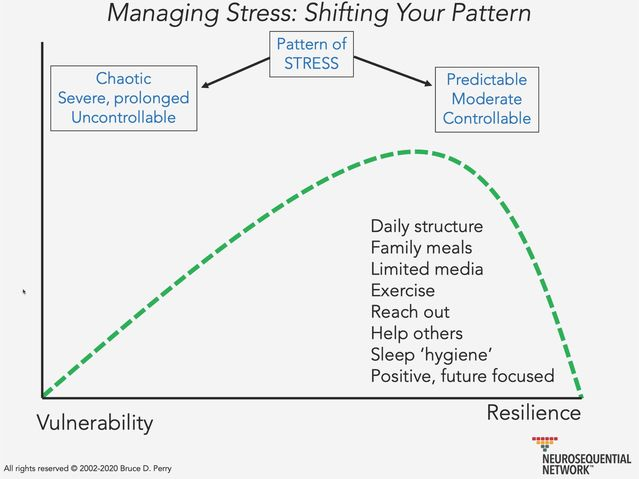 Managing Stress: Shifting Your Pattern
Pattern of
STRESS
Chaotic
Severe, prolonged
Uncontrollable
Predictable
Moderate
Controllable
Daily structure
Family meals
Limited media
Exercise
Reach out
Help others
Sleep ‘hygiene’
Positive, future focused
Vulnerability
Resilience
All rights reserved © 2002-2020 Bruce D. Perry
NEUROSEQUENTIAL
NETWORK™